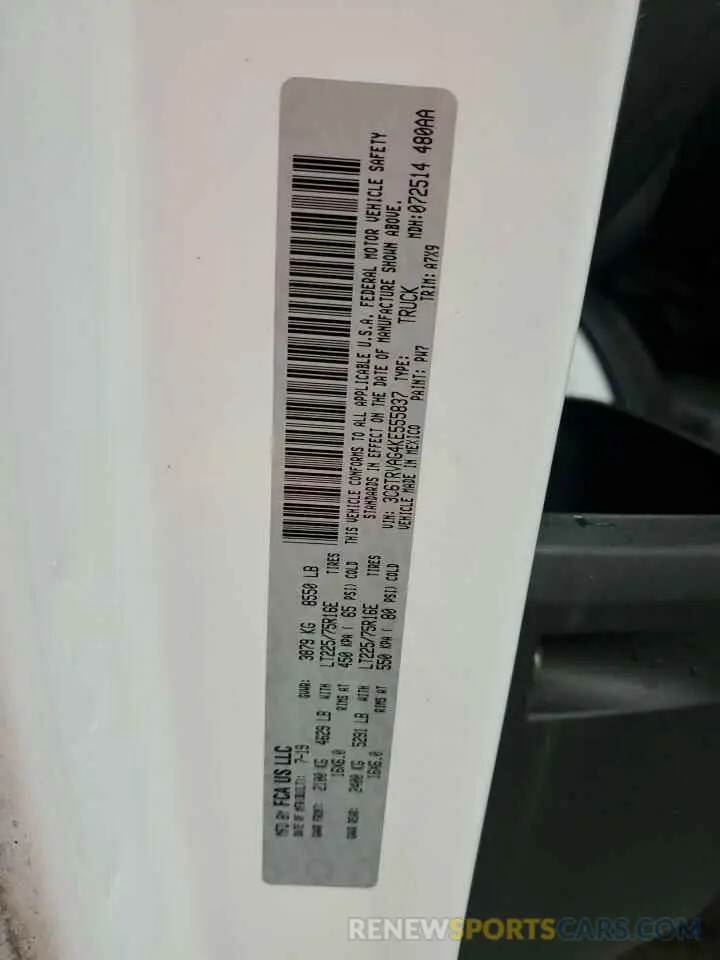 MFD BY FCA US LLC
DATE OF MFR(BUILT): 7-19 GVWR: 3879 KG 8550 LB
GAWR FRONT: 2100 KG 4629 LB WITH LT225/75R16E TIRES
16X6.0 RIMS AT 450 KPA ( 65 PSI) COLD
GAWR REAR: 2400 KG 5291 LB WITH LT225/75R16E TIRES
16X6.0 RIMS AT 550 KPA ( 80 PSI) COLD
THIS VEHICLE CONFORMS TO ALL APPLICABLE U.S.A. FEDERAL MOTOR VEHICLE SAFETY
STANDARDS IN EFFECT ON THE DATE OF MANUFACTURE SHOWN ABOVE.
VIN: 3C6TRVAG4KE555837 TYPE: TRUCK MDH:072514 480AA
VEHICLE MADE IN MEXICO PAINT: PW7 TRIM: A7X9
RENEWSPORTSCARS.COM